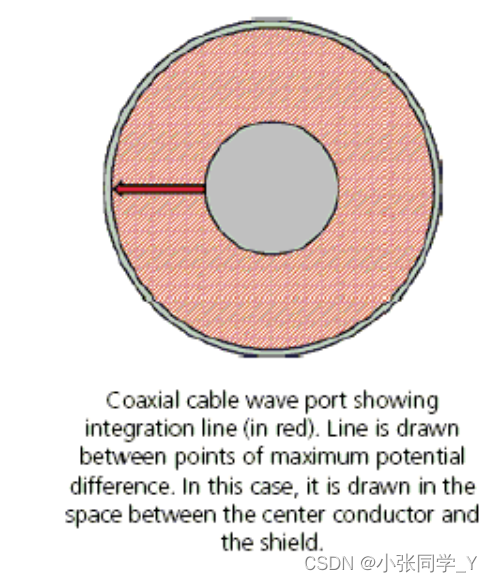 Coaxial cable wave port showing
integration line (in red). Line is drawn
between points of maximum potential
difference. In this case, it is drawn in the
space between the center conductor and
the shield.
CSDN @小张同学_Y